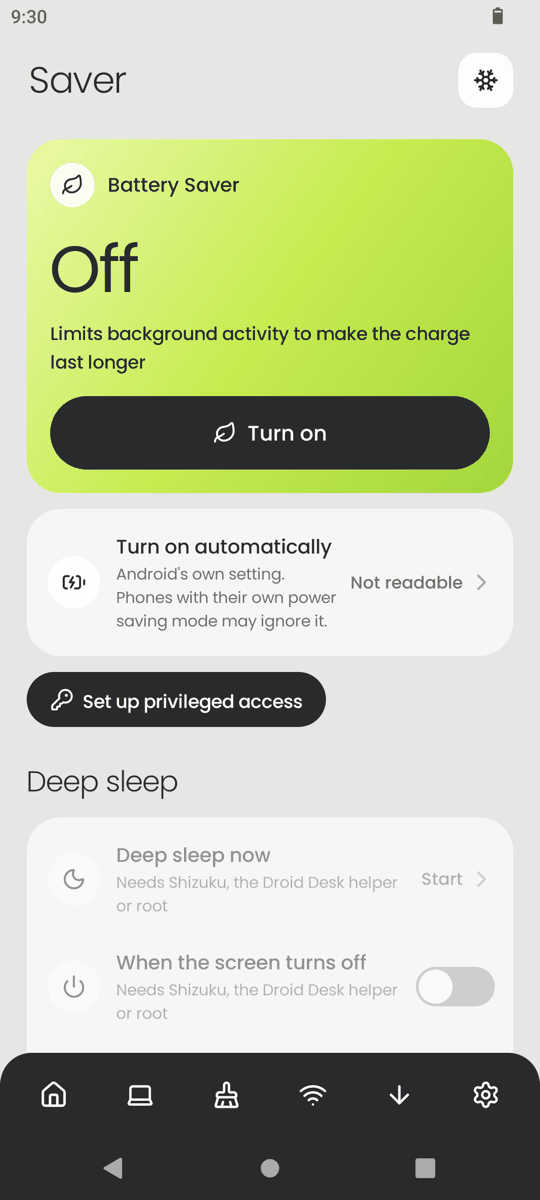 9:30
Saver
Battery Saver
Off
Limits background activity to make the charge
last longer
Turn on
Turn on automatically
Android's own setting.
Phones with their own power
saving mode may ignore it.
Not readable
Set up privileged access
Deep sleep
Deep sleep now
Needs Shizuku, the Droid Desk helper
or root
Start
When the screen turns off
Needs Shizuku, the Droid Desk helper
or root